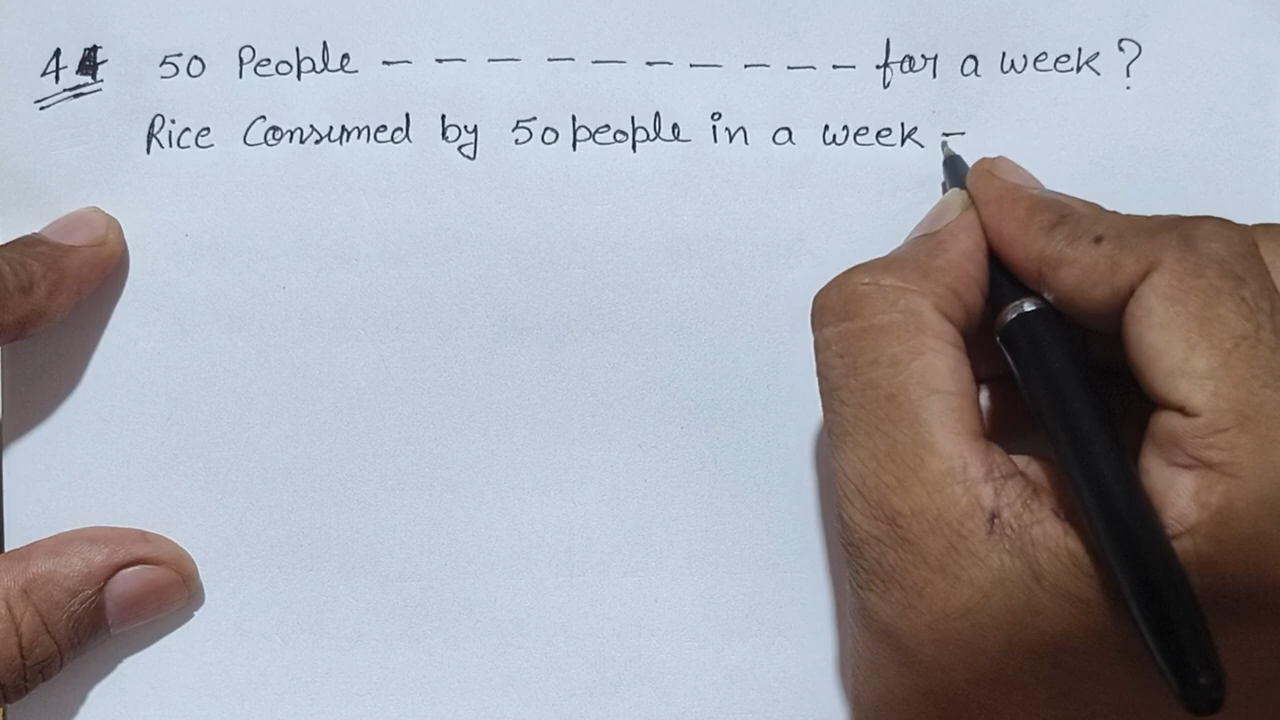 44 50 People - - - - - - - - - - for a week?
Rice Consumed by 50 people in a week -